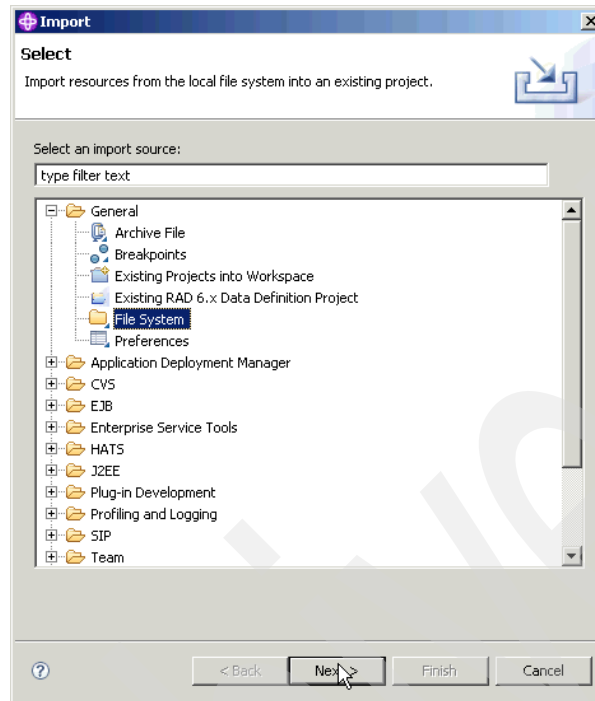 Import
Select
Import resources from the local file system into an existing project.
Select an import source:
type filter text
General
Archive File
Breakpoints
Existing Projects into Workspace
Existing RAD 6.x Data Definition Project
File System
Preferences
Application Deployment Manager
CVS
EJB
Enterprise Service Tools
HATS
J2EE
Plug-in Development
Profiling and Logging
SIP
Team
< Back Next > Finish Cancel